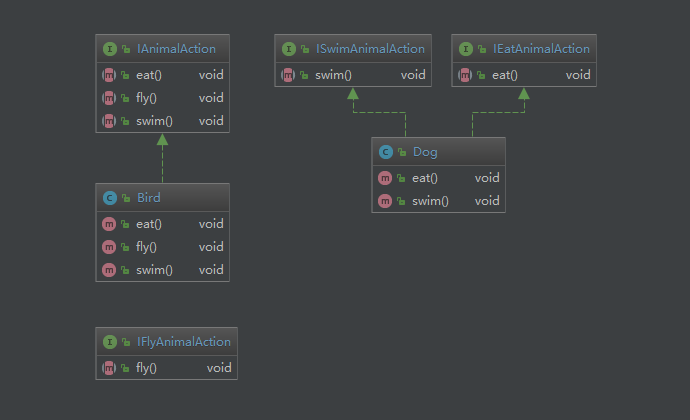 IAnimalAction
eat() void
fly() void
swim() void
ISwimAnimalAction
swim() void
IEatAnimalAction
eat() void
Dog
eat() void
swim() void
Bird
eat() void
fly() void
swim() void
IFlyAnimalAction
fly() void